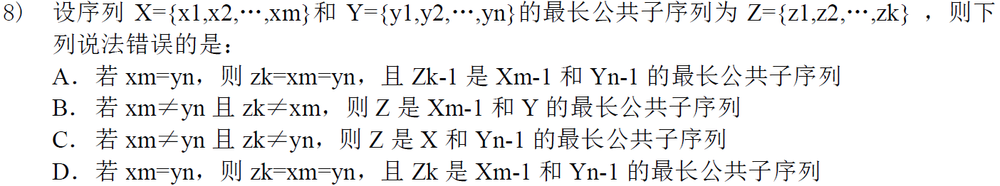 8） 设序列 X={x1,x2,…,xm}和 Y={y1,y2,…,yn}的最长公共子序列为 Z={z1,z2,…,zk} ，则下
列说法错误的是：
A．若 xm=yn，则 zk=xm=yn，且 Zk-1 是 Xm-1 和 Yn-1 的最长公共子序列
B．若 xm≠yn 且 zk≠xm，则 Z 是 Xm-1 和 Y 的最长公共子序列
C．若 xm≠yn 且 zk≠yn，则 Z 是 X 和 Yn-1 的最长公共子序列
D．若 xm=yn，则 zk=xm=yn，且 Zk 是 Xm-1 和 Yn-1 的最长公共子序列